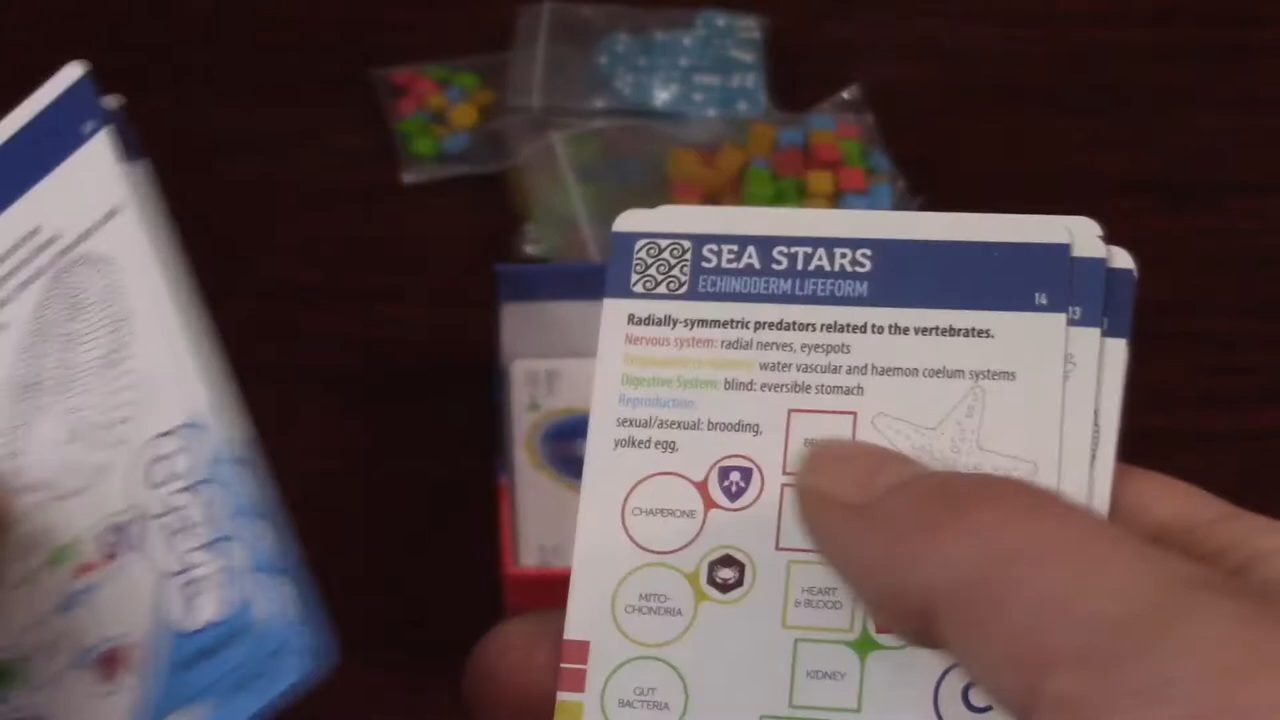 SEA STARS
ECHINODERM LIFEFORM
14
13
Radially-symmetric predators related to the vertebrates.
Nervous system: radial nerves, eyespots
water vascular and haemon coelum systems
Digestive System: blind: eversible stomach
Reproduction:
sexual/asexual: brooding,
yolked egg,
CHAPERONE
MITO-
CHONDRIA
HEART
& BLOOD
KIDNEY
GUT
BACTERIA
C